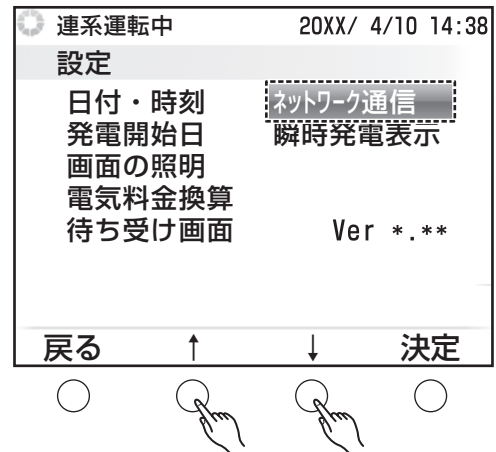 連系運転中 20XX/ 4/10 14:38
設定
日付・時刻 ネットワーク通信
発電開始日 瞬時発電表示
画面の照明
電気料金換算
待ち受け画面 Ver *.**
戻る ↑ ↓ 決定